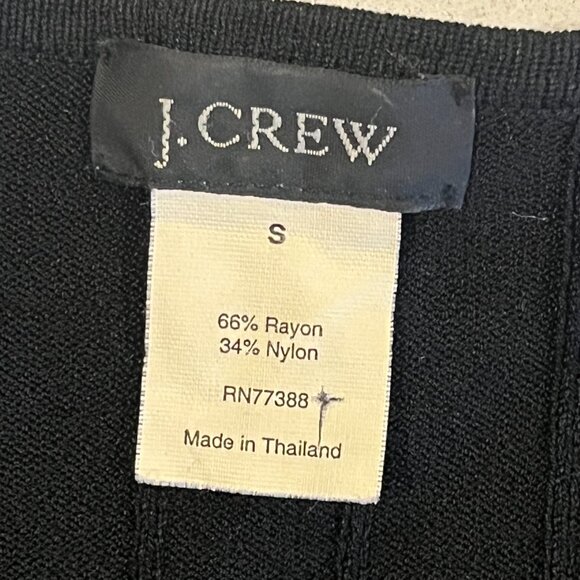 J.CREW
S
66% Rayon
34% Nylon
RN77388
Made in Thailand